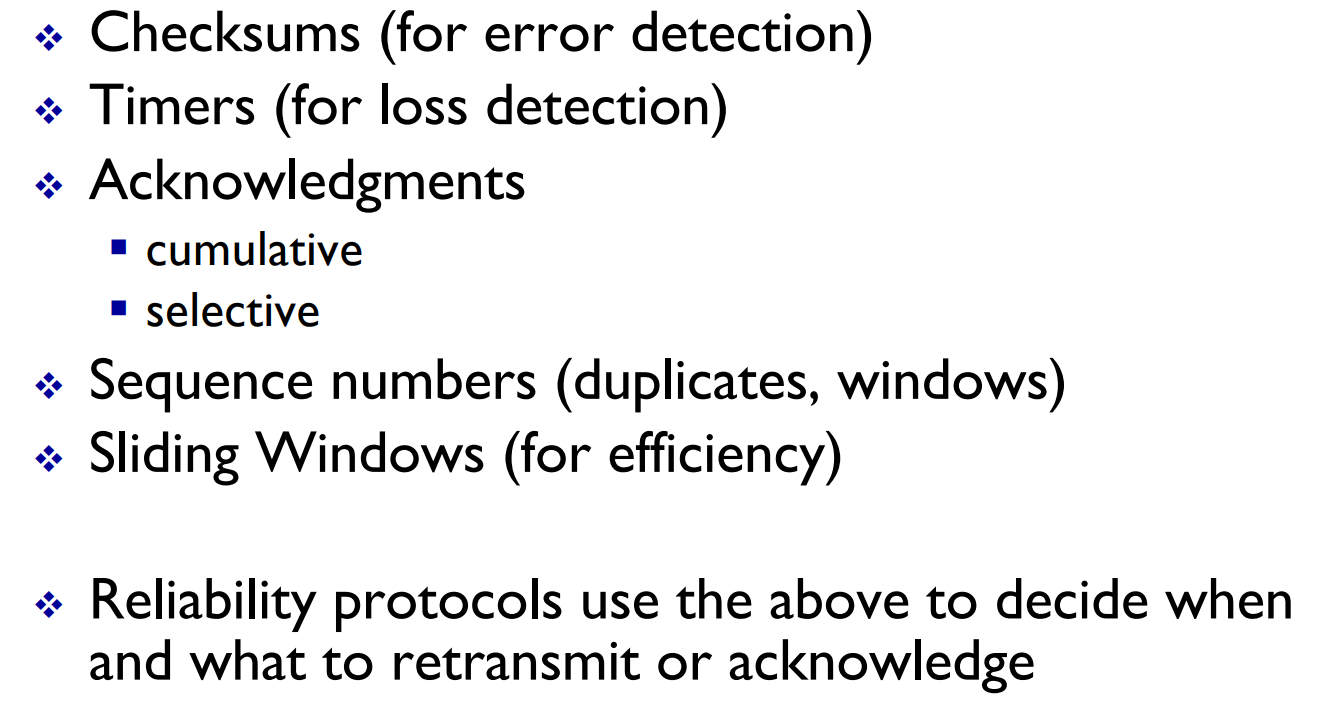 ❖ Checksums (for error detection)
❖ Timers (for loss detection)
❖ Acknowledgments
▪ cumulative
▪ selective
❖ Sequence numbers (duplicates, windows)
❖ Sliding Windows (for efficiency)
❖ Reliability protocols use the above to decide when
and what to retransmit or acknowledge